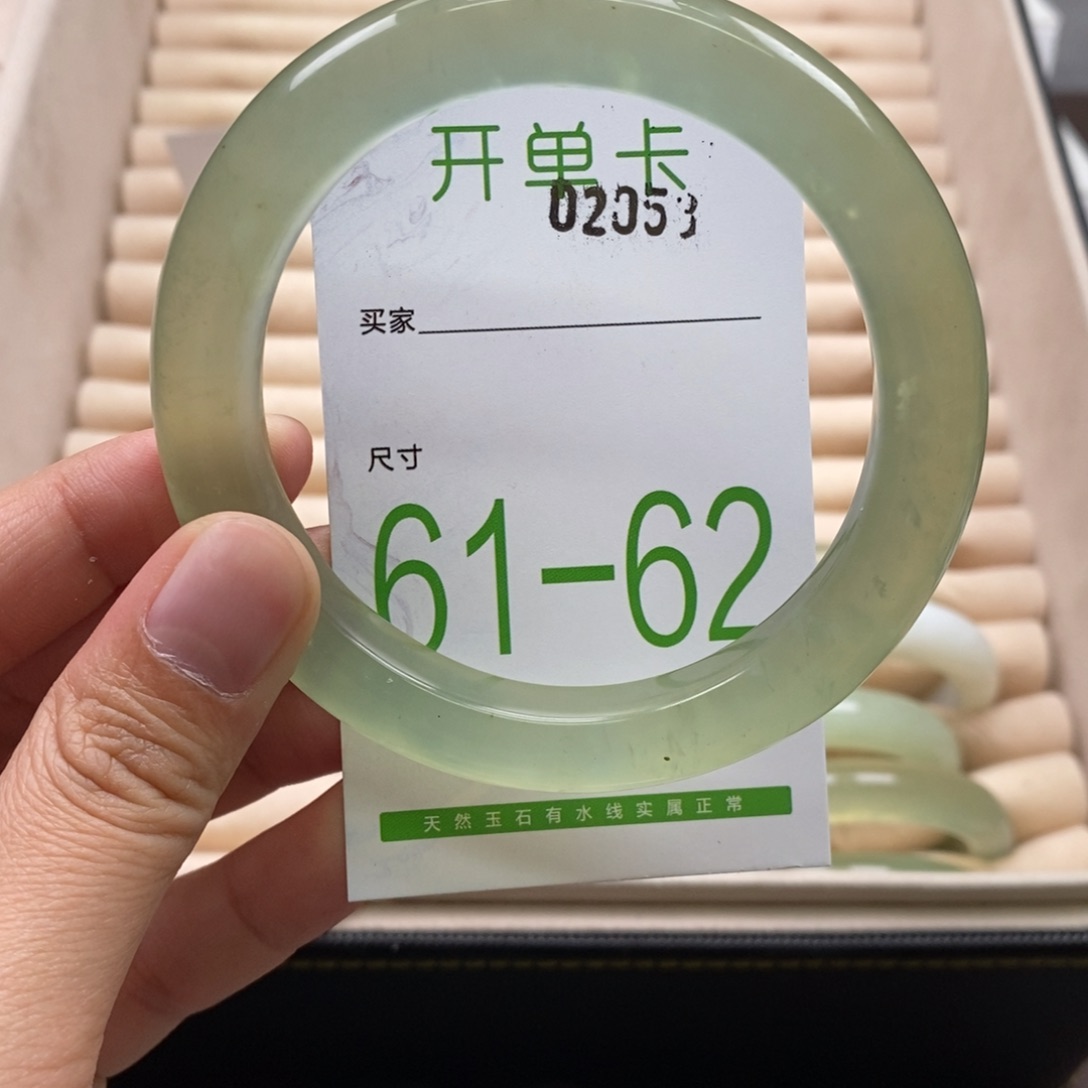 开单卡
02053
买家
尺寸
61-62
天然玉石有水线实属正常